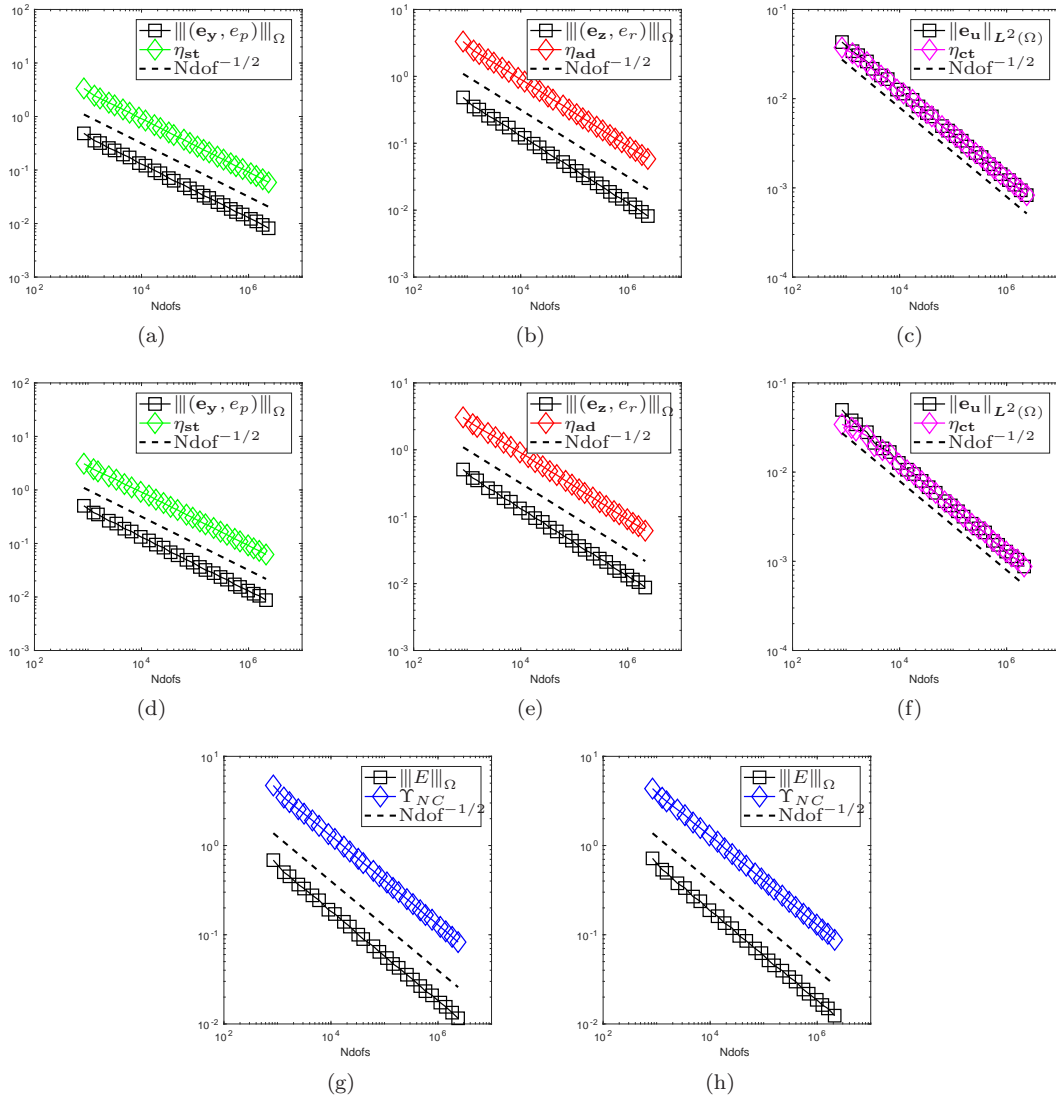 10^2
10^1
10^0
10^-1
10^-2
10^-3
10^2
10^4
10^6
Ndofs
|||(e_y, e_p)|||_Ω
η_st
Ndof^{-1/2}
(a)
10^1
10^0
10^-1
10^-2
10^-3
10^2
10^4
10^6
Ndofs
|||(e_z, e_r)|||_Ω
η_ad
Ndof^{-1/2}
(b)
10^-1
10^-2
10^-3
10^-4
10^2
10^4
10^6
Ndofs
‖e_u‖_{L^2(Ω)}
η_ct
Ndof^{-1/2}
(c)
10^2
10^1
10^0
10^-1
10^-2
10^-3
10^2
10^4
10^6
Ndofs
|||(e_y, e_p)|||_Ω
η_st
Ndof^{-1/2}
(d)
10^1
10^0
10^-1
10^-2
10^-3
10^2
10^4
10^6
Ndofs
|||(e_z, e_r)|||_Ω
η_ad
Ndof^{-1/2}
(e)
10^-1
10^-2
10^-3
10^-4
10^2
10^4
10^6
Ndofs
‖e_u‖_{L^2(Ω)}
η_ct
Ndof^{-1/2}
(f)
10^1
10^0
10^-1
10^-2
10^2
10^4
10^6
Ndofs
|||E|||_Ω
Υ_NC
Ndof^{-1/2}
(g)
10^1
10^0
10^-1
10^-2
10^2
10^4
10^6
Ndofs
|||E|||_Ω
Υ_NC
Ndof^{-1/2}
(h)